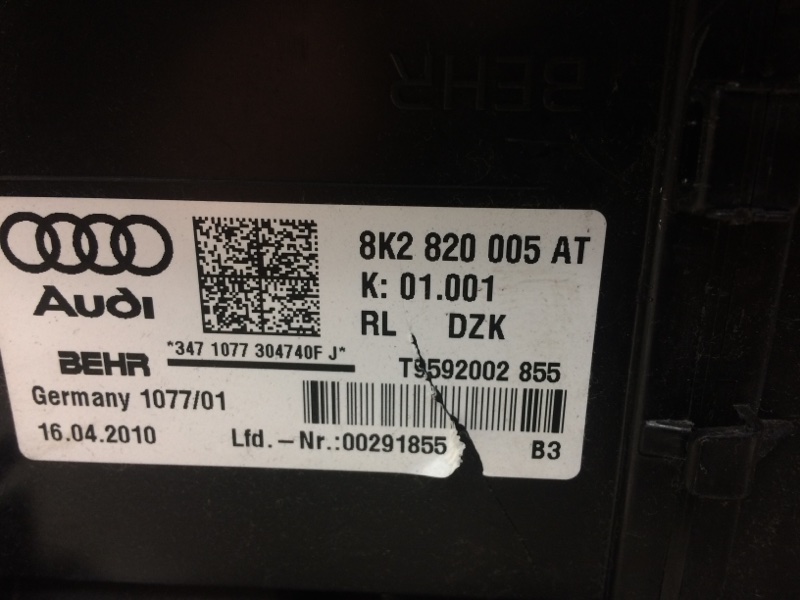 BEHR
8K2 820 005 AT
K: 01.001
RL DZK
Audi
*347 1077 304740F J*
BEHR
T9592002 855
Germany 1077/01
16.04.2010
Lfd.-Nr.:00291855
B3